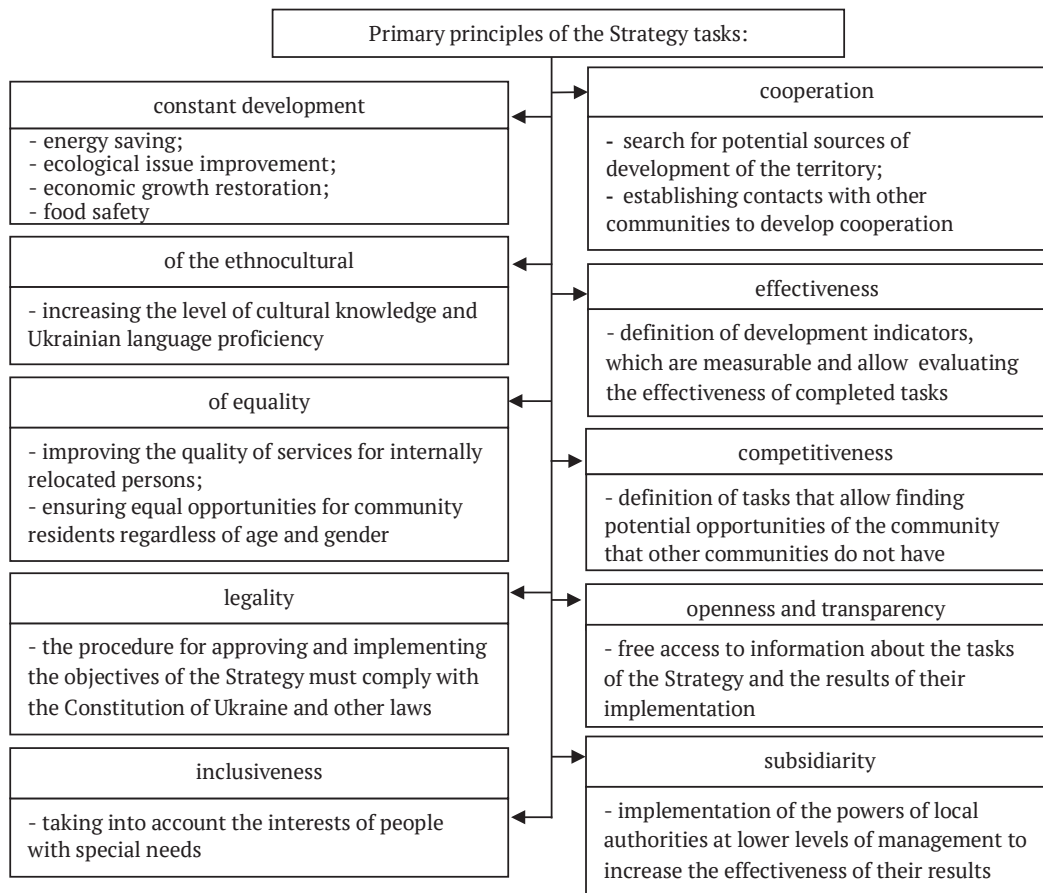 Primary principles of the Strategy tasks:
constant development
- energy saving;
- ecological issue improvement;
- economic growth restoration;
- food safety
of the ethnocultural
- increasing the level of cultural knowledge and
Ukrainian language proficiency
of equality
- improving the quality of services for internally
relocated persons;
- ensuring equal opportunities for community
residents regardless of age and gender
legality
- the procedure for approving and implementing
the objectives of the Strategy must comply with
the Constitution of Ukraine and other laws
inclusiveness
- taking into account the interests of people
with special needs
cooperation
- search for potential sources of
development of the territory;
- establishing contacts with other
communities to develop cooperation
effectiveness
- definition of development indicators,
which are measurable and allow evaluating
the effectiveness of completed tasks
competitiveness
- definition of tasks that allow finding
potential opportunities of the community
that other communities do not have
openness and transparency
- free access to information about the tasks
of the Strategy and the results of their
implementation
subsidiarity
- implementation of the powers of local
authorities at lower levels of management to
increase the effectiveness of their results